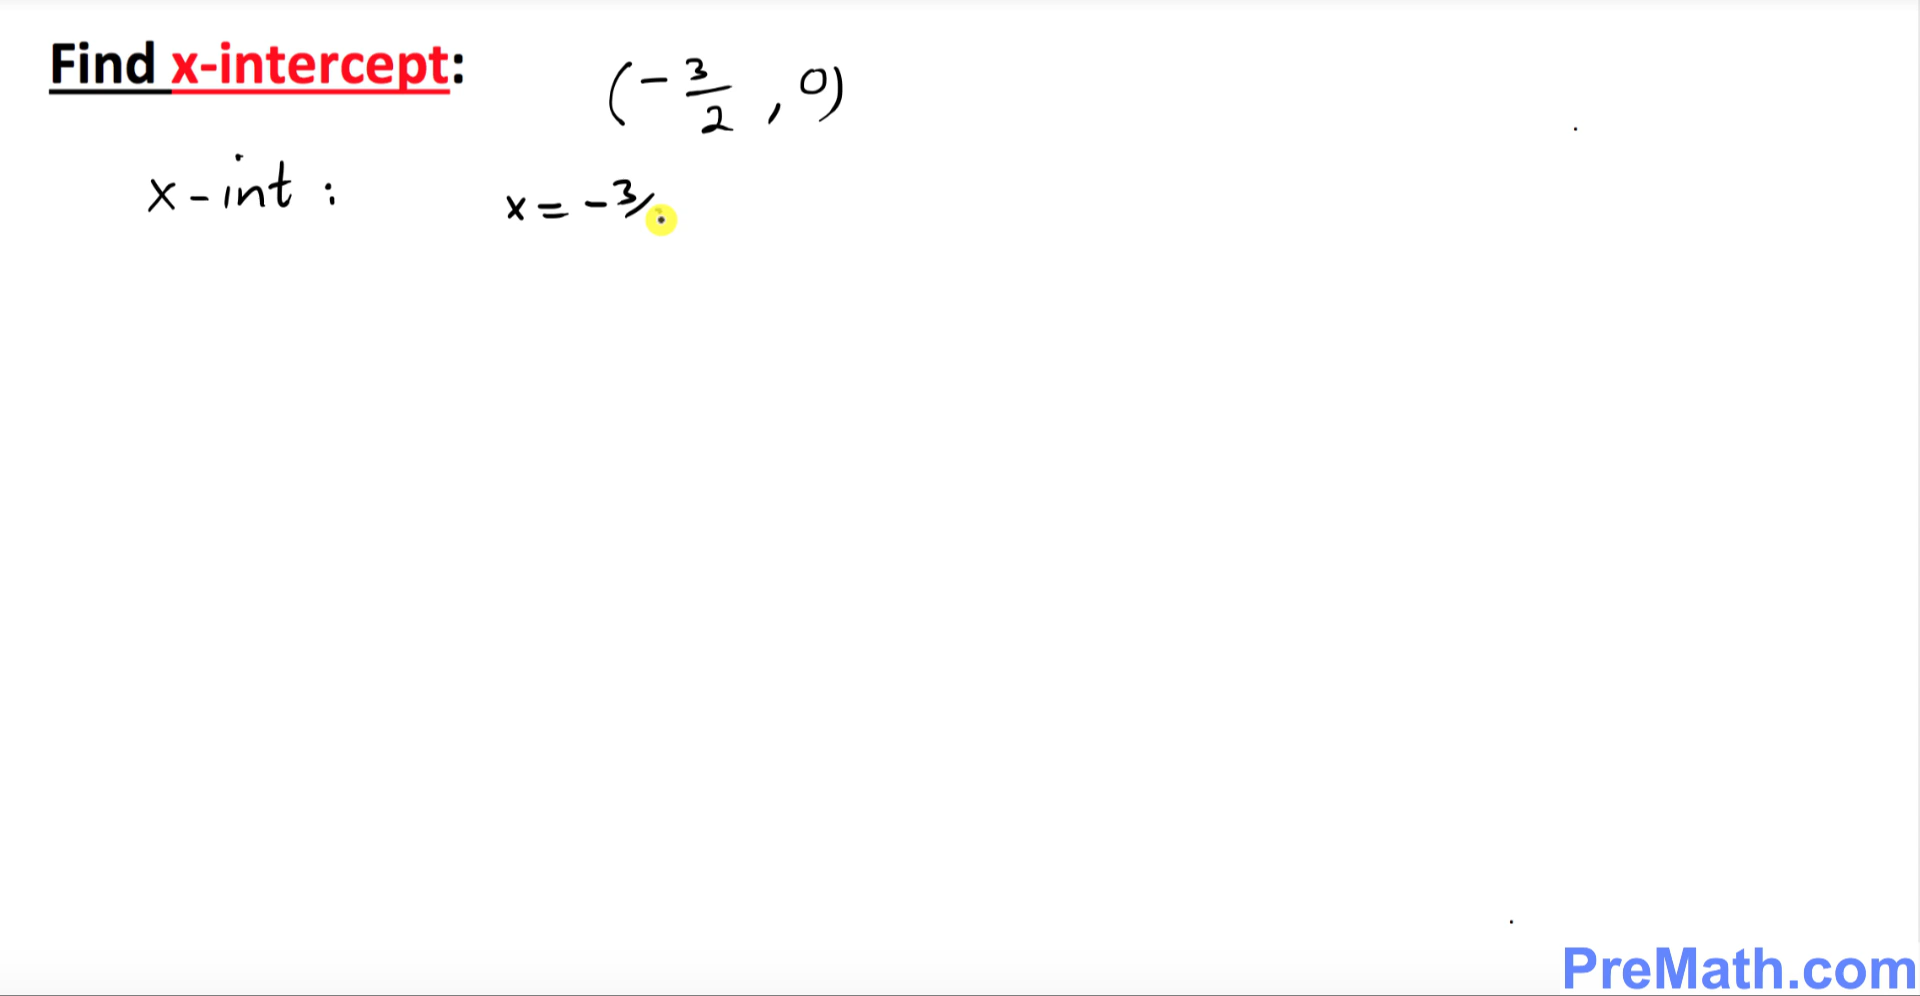 Find x-intercept:
(-3/2, 0)
x-int:
x = -3/
PreMath.com